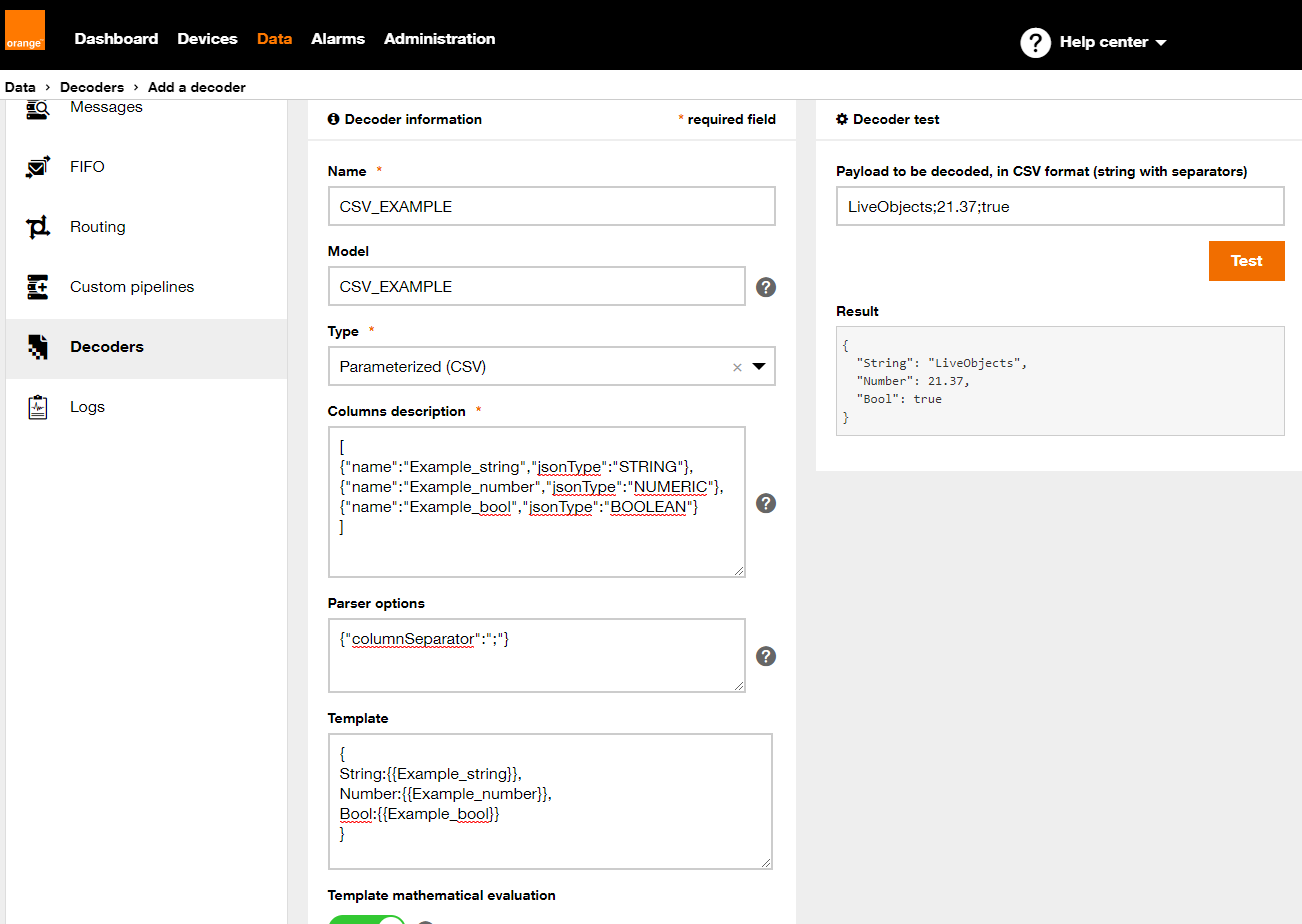 orange™
Dashboard Devices Data Alarms Administration
? Help center
Data > Decoders > Add a decoder
Messages
FIFO
Routing
Custom pipelines
Decoders
Logs
Decoder information
* required field
Name *
CSV_EXAMPLE
Model
CSV_EXAMPLE
?
Type *
Parameterized (CSV)
×
Columns description *
[
{"name":"Example_string","jsonType":"STRING"},
{"name":"Example_number","jsonType":"NUMERIC"},
{"name":"Example_bool","jsonType":"BOOLEAN"}
]
?
Parser options
{"columnSeparator":";"}
?
Template
{
String:{{Example_string}},
Number:{{Example_number}},
Bool:{{Example_bool}}
}
Template mathematical evaluation
Decoder test
Payload to be decoded, in CSV format (string with separators)
LiveObjects;21.37;true
Test
Result
{
"String": "LiveObjects",
"Number": 21.37,
"Bool": true
}